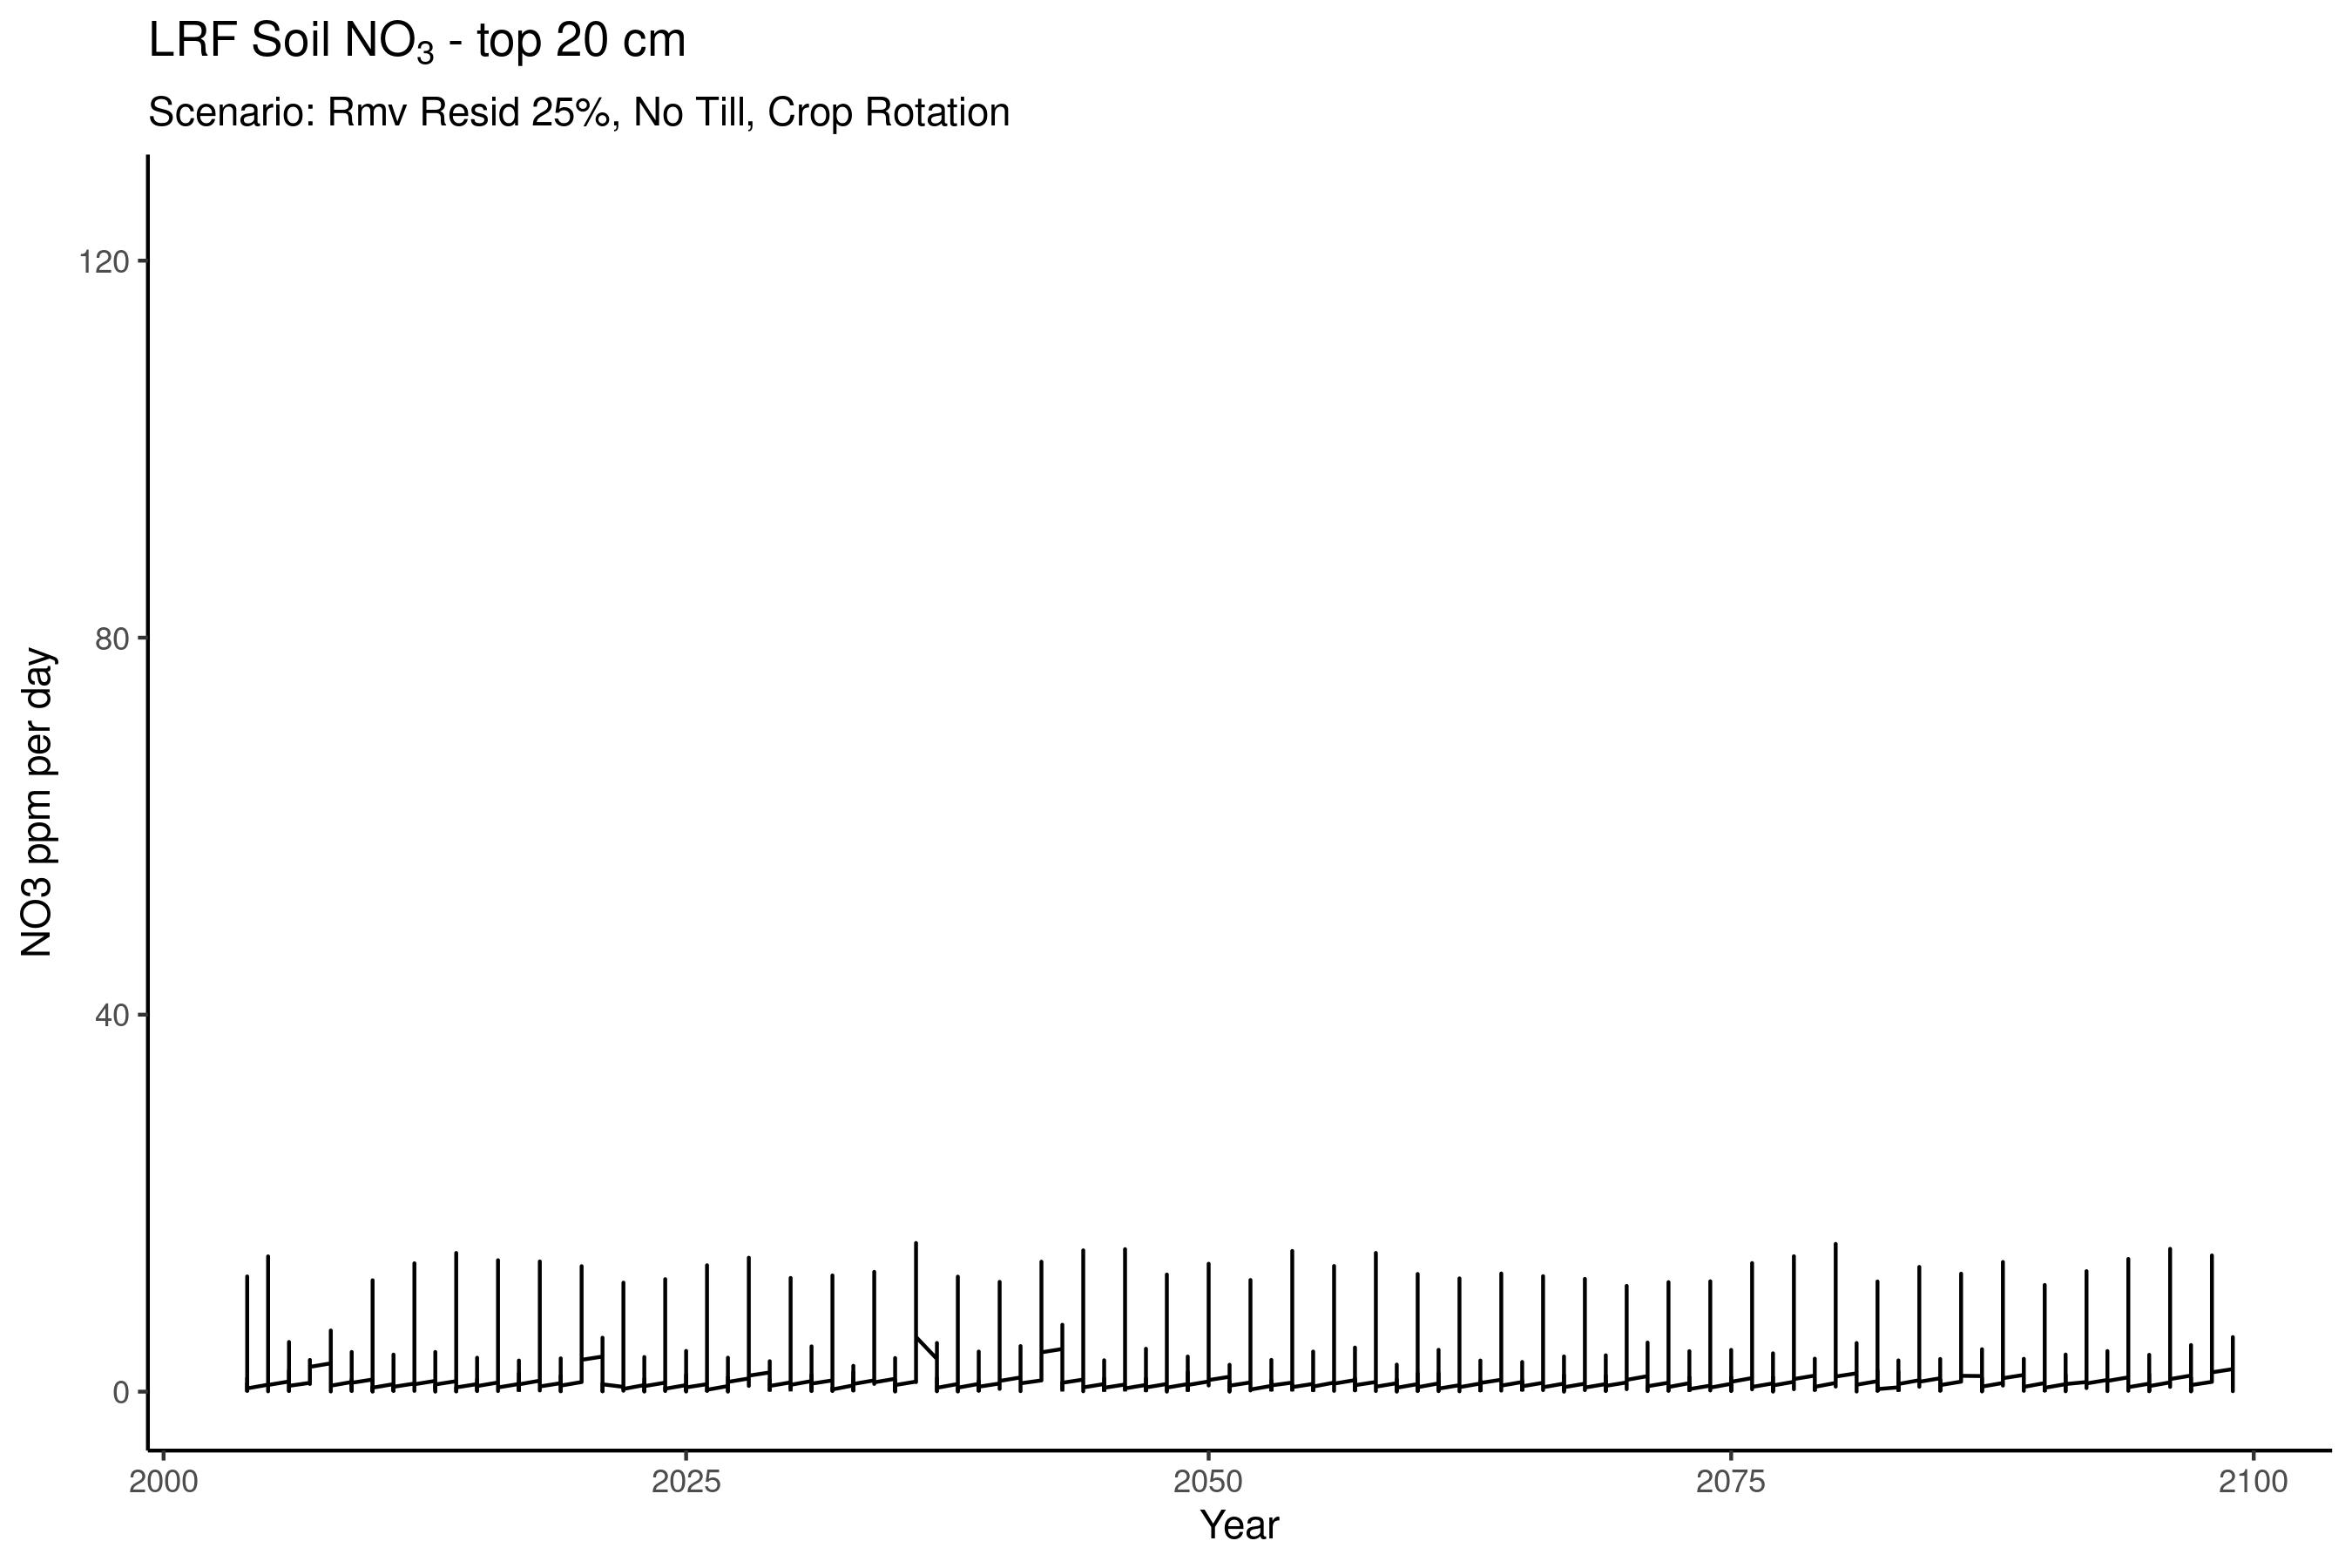 LRF Soil NO₃ - top 20 cm
Scenario: Rmv Resid 25%, No Till, Crop Rotation
120
80
40
0
NO3 ppm per day
2000 2025 2050 2075 2100
Year